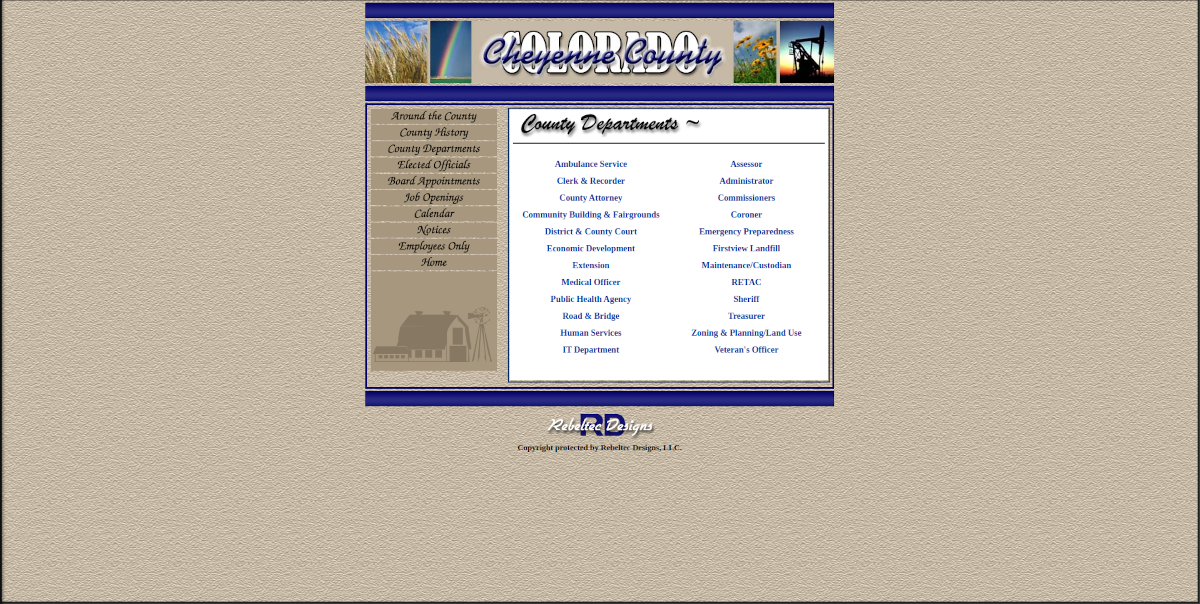 COLORADO
Cheyenne County
Around the County
County History
County Departments
Elected Officials
Board Appointments
Job Openings
Calendar
Notices
Employees Only
Home
County Departments ~
Ambulance Service Assessor
Clerk & Recorder Administrator
County Attorney Commissioners
Community Building & Fairgrounds Coroner
District & County Court Emergency Preparedness
Economic Development Firstview Landfill
Extension Maintenance/Custodian
Medical Officer RETAC
Public Health Agency Sheriff
Road & Bridge Treasurer
Human Services Zoning & Planning/Land Use
IT Department Veteran's Officer
RD
Rebeltec Designs
Copyright protected by Rebeltec Designs, LLC.